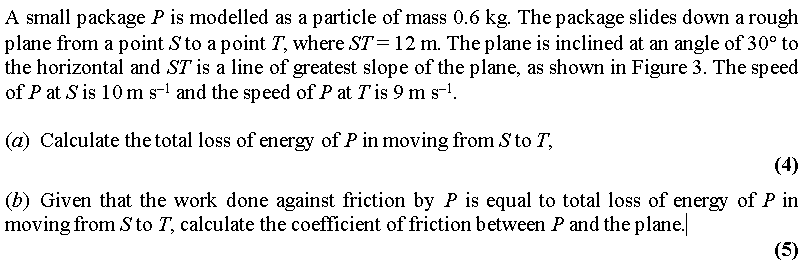 A small package P is modelled as a particle of mass 0.6 kg. The package slides down a rough
plane from a point S to a point T, where ST = 12 m. The plane is inclined at an angle of 30° to
the horizontal and ST is a line of greatest slope of the plane, as shown in Figure 3. The speed
of P at S is 10 m s⁻¹ and the speed of P at T is 9 m s⁻¹.
(a) Calculate the total loss of energy of P in moving from S to T,
(4)
(b) Given that the work done against friction by P is equal to total loss of energy of P in
moving from S to T, calculate the coefficient of friction between P and the plane.
(5)